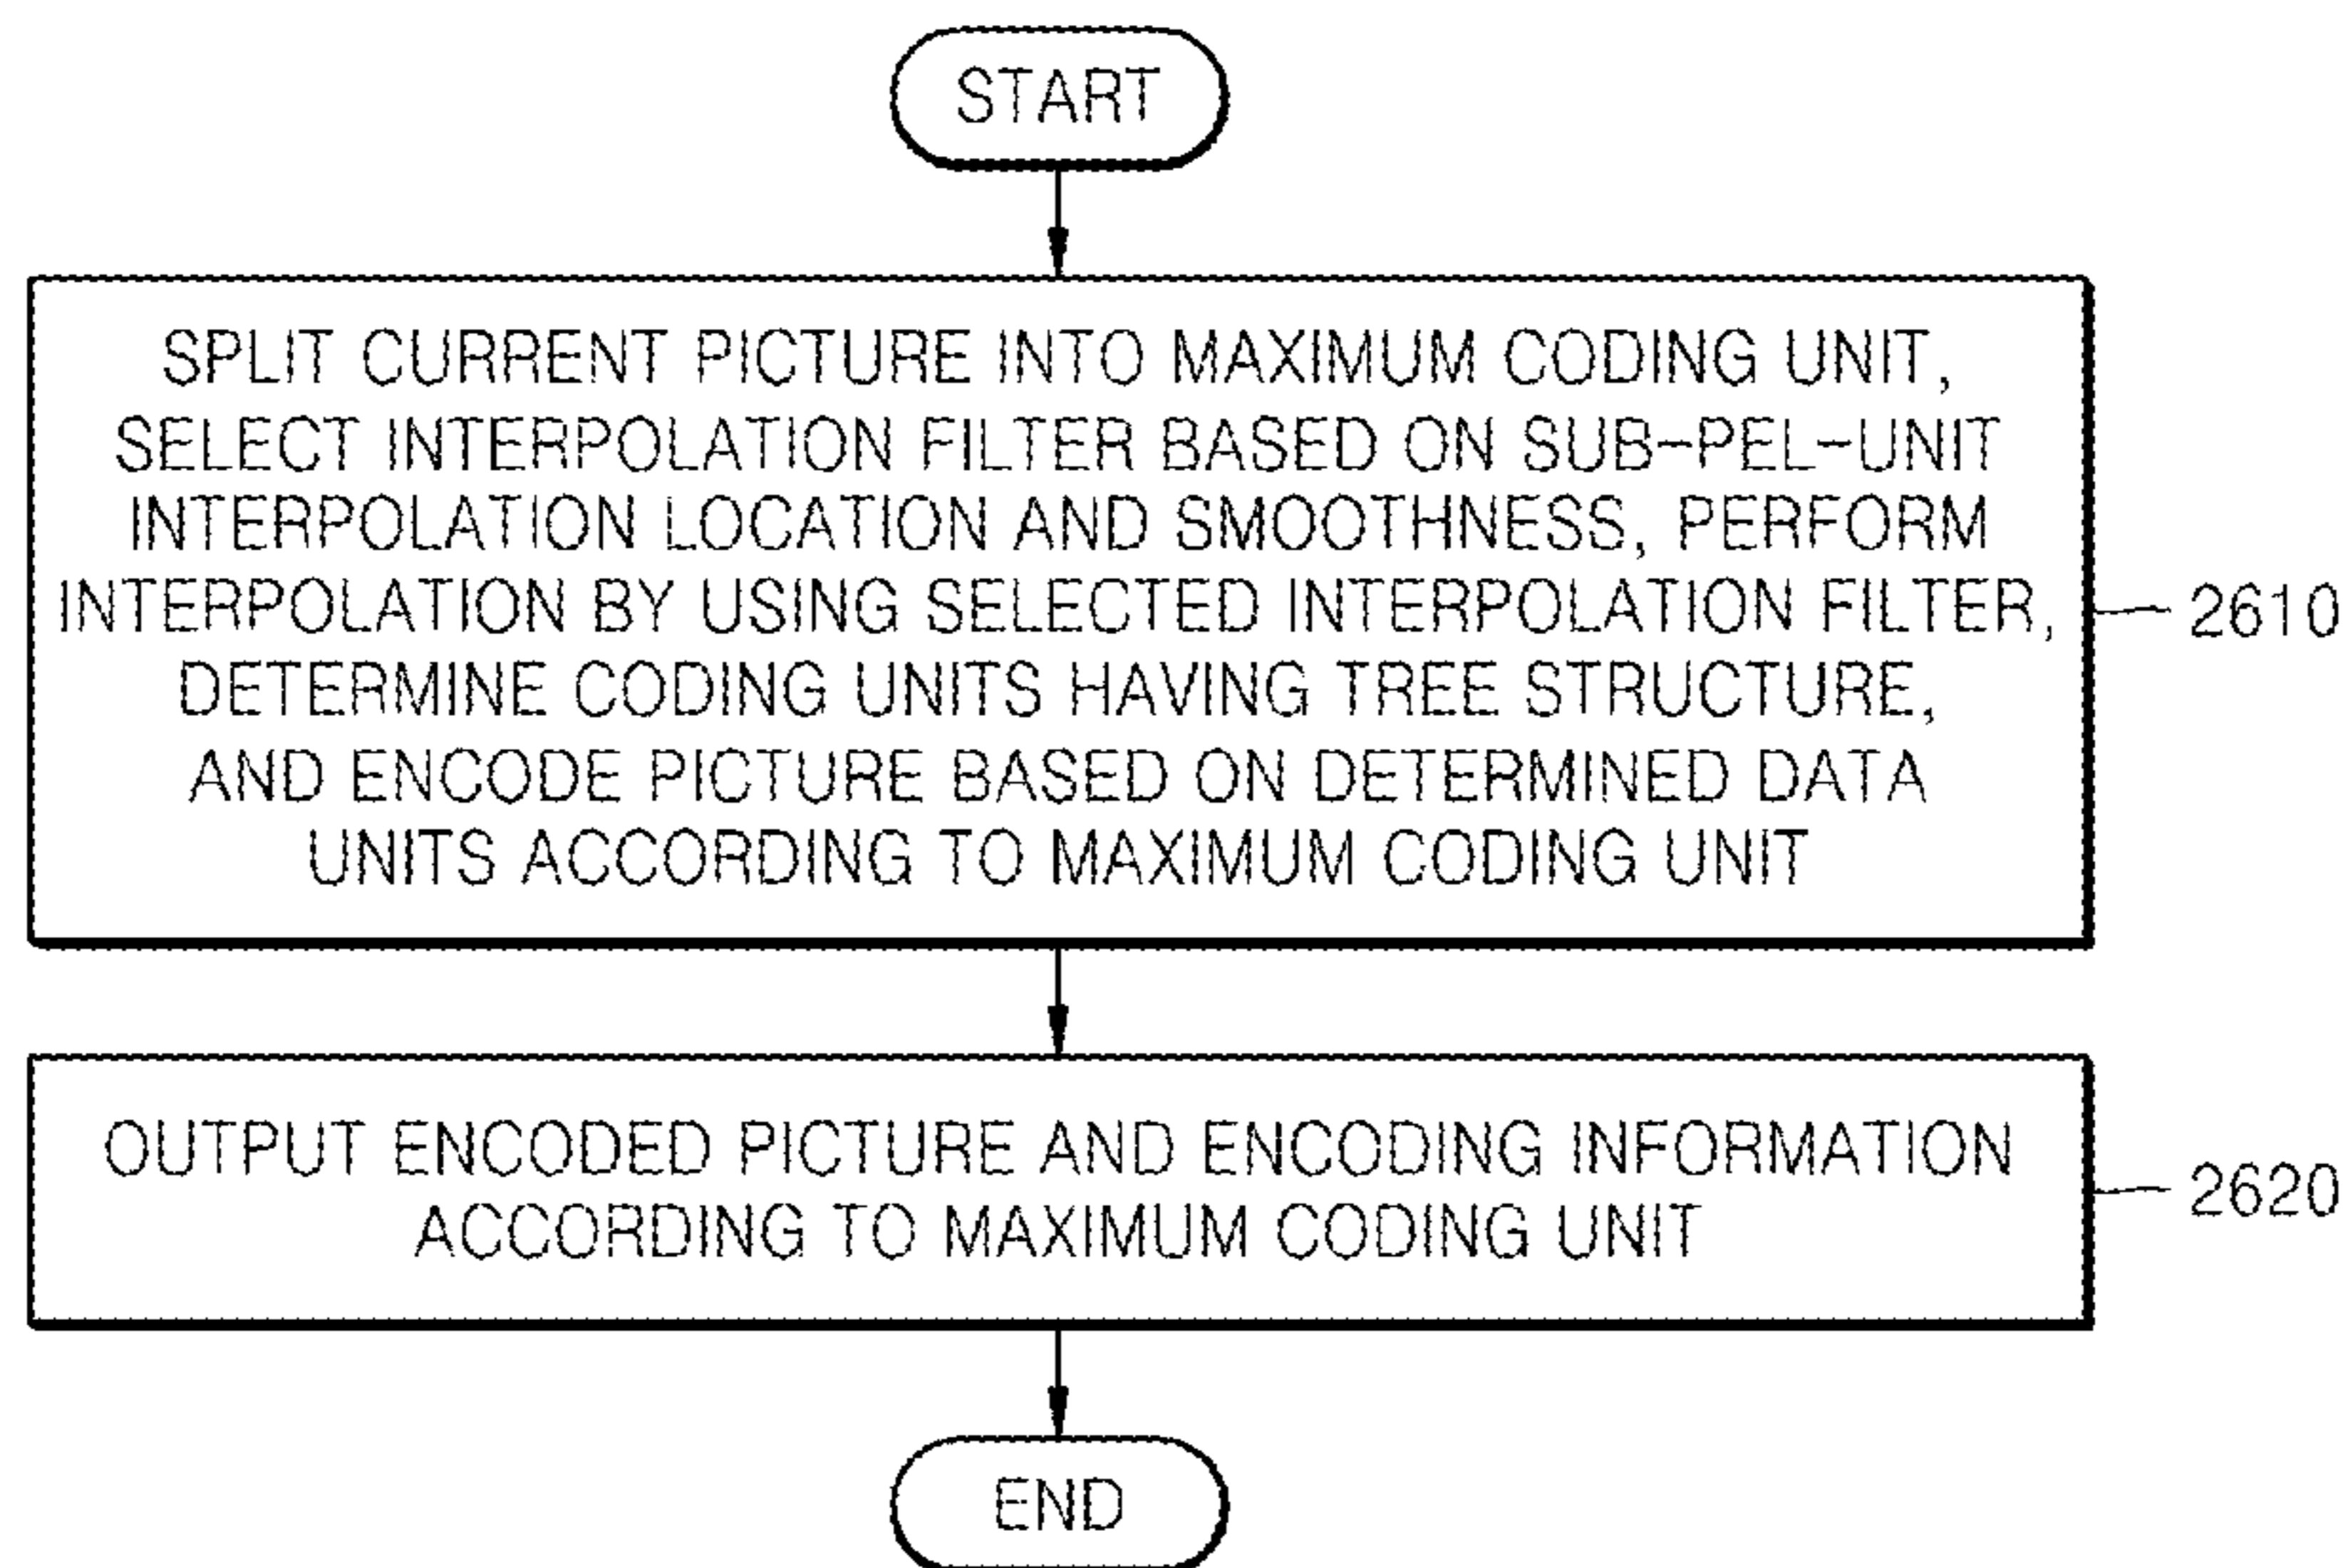 START
SPLIT CURRENT PICTURE INTO MAXIMUM CODING UNIT,
SELECT INTERPOLATION FILTER BASED ON SUB-PEL-UNIT
INTERPOLATION LOCATION AND SMOOTHNESS, PERFORM
INTERPOLATION BY USING SELECTED INTERPOLATION FILTER,
DETERMINE CODING UNITS HAVING TREE STRUCTURE,
AND ENCODE PICTURE BASED ON DETERMINED DATA
UNITS ACCORDING TO MAXIMUM CODING UNIT
2610
OUTPUT ENCODED PICTURE AND ENCODING INFORMATION
ACCORDING TO MAXIMUM CODING UNIT
2620
END